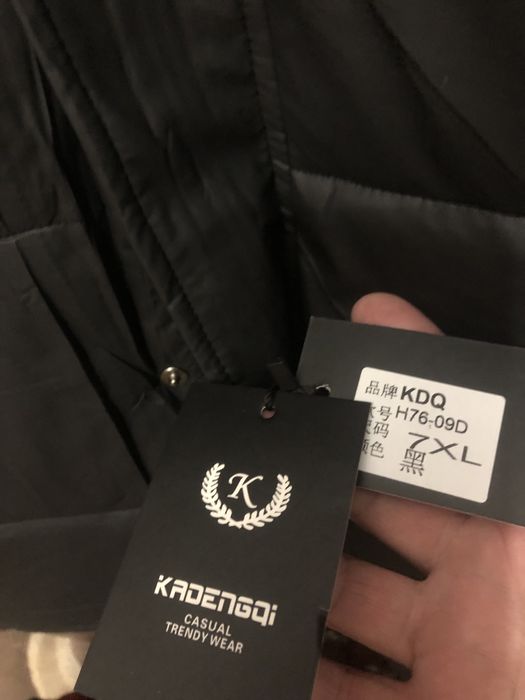 品牌 KDQ
号 H76-09D
码 7XL
颜色 黑
K
KADENGQI
CASUAL
TRENDY WEAR